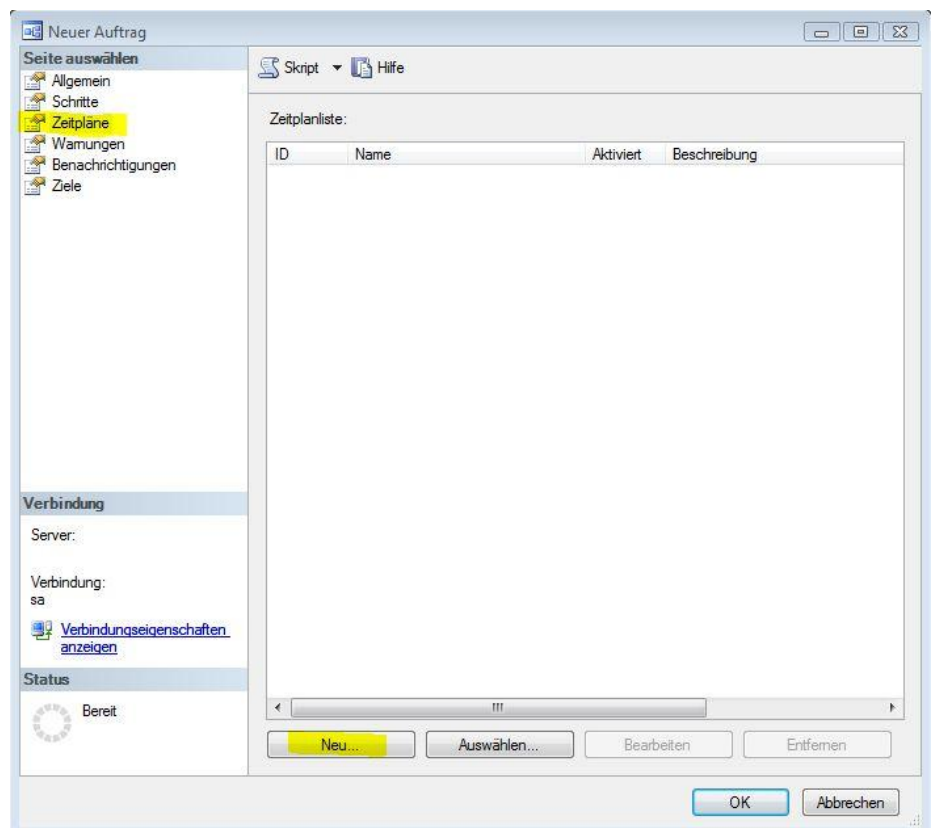 Neuer Auftrag
Seite auswählen
Allgemein
Schritte
Zeitpläne
Warnungen
Benachrichtigungen
Ziele
Skript
Hilfe
Zeitplanliste:
ID Name Aktiviert Beschreibung
Verbindung
Server:
Verbindung:
sa
Verbindungseigenschaften
anzeigen
Status
Bereit
Neu... Auswählen... Bearbeiten Entfernen
OK Abbrechen